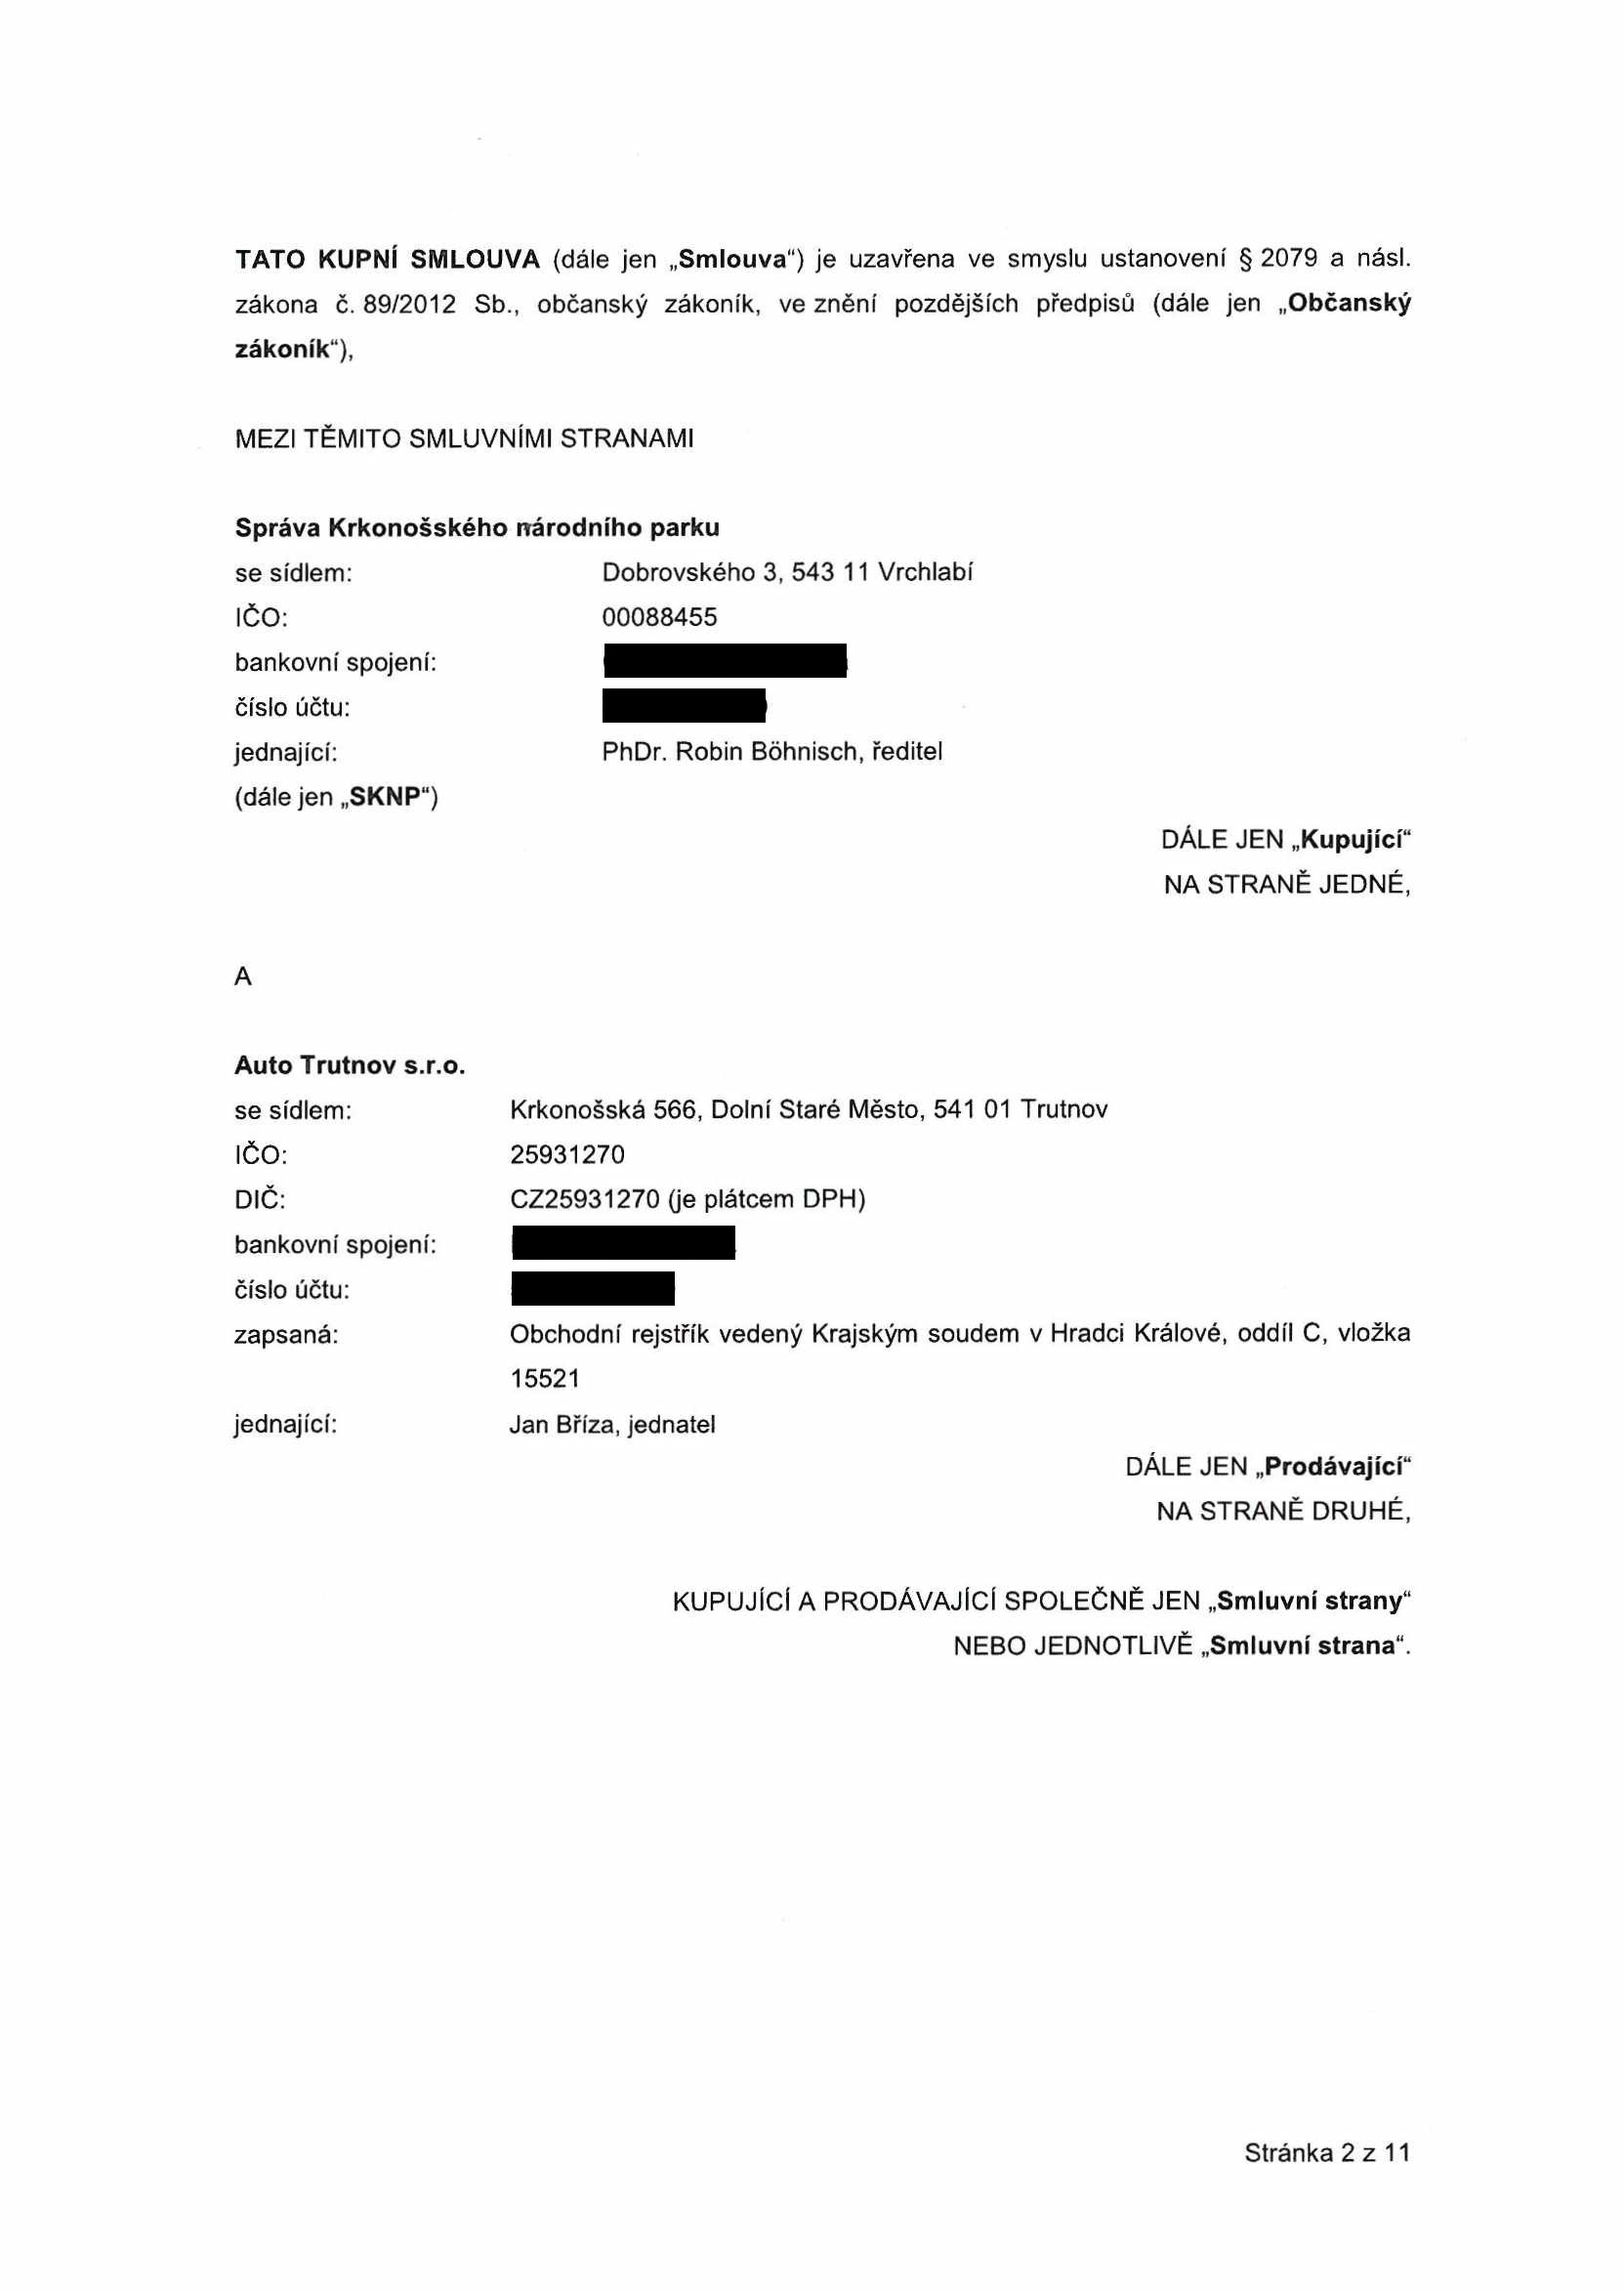 TATO KUPNÍ SMLOUVA (dále jen „Smlouva“) je uzavřena ve smyslu ustanovení § 2079 a násl.
zákona č. 89/2012 Sb., občanský zákoník, ve znění pozdějších předpisů (dále jen „Občanský
zákoník“),
MEZI TĚMITO SMLUVNÍMI STRANAMI
Správa Krkonošského národního parku
se sídlem: Dobrovského 3, 543 11 Vrchlabí
IČO: 00088455
bankovní spojení:
číslo účtu:
jednající: PhDr. Robin Böhnisch, ředitel
(dále jen „SKNP“)
DÁLE JEN „Kupující“
NA STRANĚ JEDNÉ,
A
Auto Trutnov s.r.o.
se sídlem: Krkonošská 566, Dolní Staré Město, 541 01 Trutnov
IČO: 25931270
DIČ: CZ25931270 (je plátcem DPH)
bankovní spojení:
číslo účtu:
zapsaná: Obchodní rejstřík vedený Krajským soudem v Hradci Králové, oddíl C, vložka
15521
jednající: Jan Bříza, jednatel
DÁLE JEN „Prodávající“
NA STRANĚ DRUHÉ,
KUPUJÍCÍ A PRODÁVAJÍCÍ SPOLEČNĚ JEN „Smluvní strany“
NEBO JEDNOTLIVĚ „Smluvní strana“.
Stránka 2 z 11